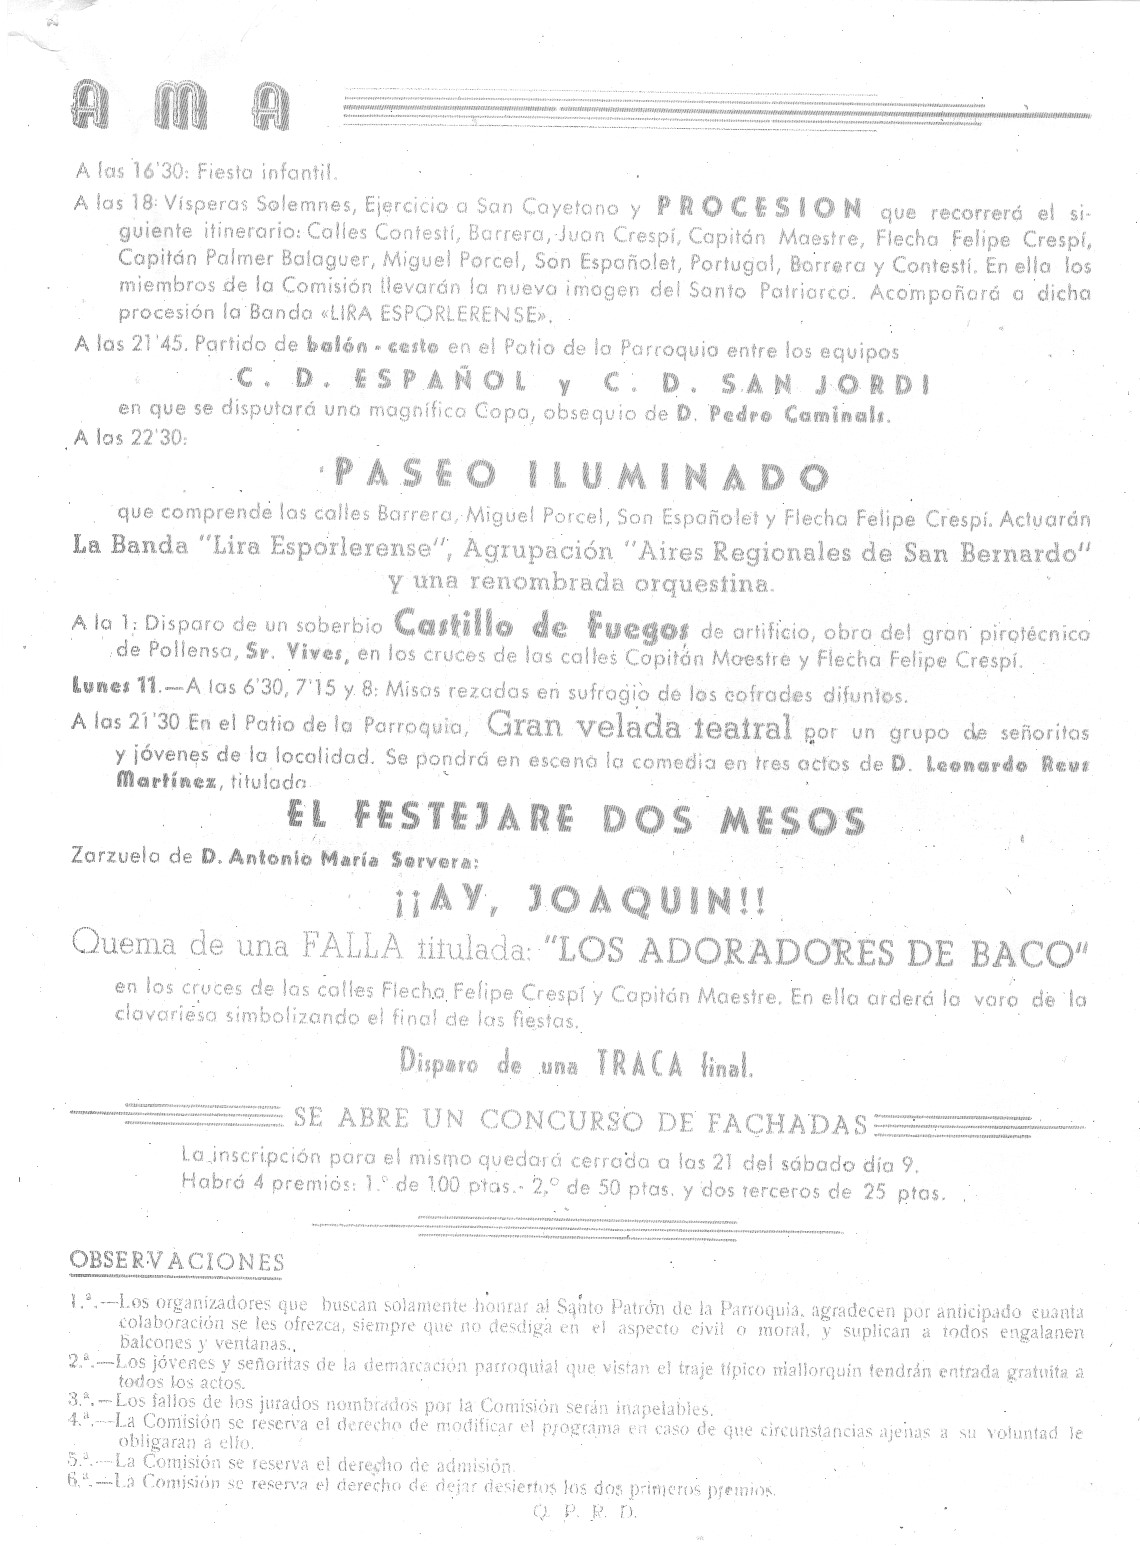 AMA
A las 16'30: Fiesta infantil.
A las 18: Vísperas Solemnes, Ejercicio a San Cayetano y PROCESION que recorrerá el si-
guiente itinerario: Calles Contestí, Barrera, Juan Crespí, Capitán Maestre, Flecha Felipe Crespí,
Capitán Palmer Balaguer, Miguel Porcel, Son Españolet, Portugal, Barrera y Contestí. En ella los
miembros de la Comisión llevarán la nueva imagen del Santo Patriarca. Acompañará a dicha
procesión la Banda «LIRA ESPORLERENSE».
A las 21'45. Partido de balón - cesto en el Patio de la Parroquia entre los equipos
C. D. ESPAÑOL y C. D. SAN JORDI
en que se disputará una magnífica Copa, obsequio de D. Pedro Caminals.
A las 22'30:
PASEO ILUMINADO
que comprende las calles Barrera, Miguel Porcel, Son Españolet y Flecha Felipe Crespí. Actuarán
La Banda "Lira Esporlerense", Agrupación "Aires Regionales de San Bernardo"
y una renombrada orquestina.
A la 1: Disparo de un soberbio Castillo de Fuegos de artificio, obra del gran pirotécnico
de Pollensa, Sr. Vives, en los cruces de las calles Capitán Maestre y Flecha Felipe Crespí.
Lunes 11.—A las 6'30, 7'15 y 8: Misas rezadas en sufragio de los cofrades difuntos.
A las 21'30 En el Patio de la Parroquia, Gran velada teatral por un grupo de señoritas
y jóvenes de la localidad. Se pondrá en escena la comedia en tres actos de D. Leonardo Reus
Martínez, titulada
EL FESTEJARE DOS MESOS
Zarzuela de D. Antonio María Servera:
¡¡AY, JOAQUIN!!
Quema de una FALLA titulada: "LOS ADORADORES DE BACO"
en los cruces de las calles Flecha Felipe Crespí y Capitán Maestre. En ella arderá la vara de la
clavariesa simbolizando el final de las fiestas.
Disparo de una TRACA final.
SE ABRE UN CONCURSO DE FACHADAS
La inscripción para el mismo quedará cerrada a las 21 del sábado día 9.
Habrá 4 premios: 1.º de 100 ptas.- 2.º de 50 ptas. y dos terceros de 25 ptas.
OBSERVACIONES
1.ª.—Los organizadores que buscan solamente honrar al Santo Patrón de la Parroquia, agradecen por anticipado cuanta
colaboración se les ofrezca, siempre que no desdiga en el aspecto civil o moral, y suplican a todos engalanen
balcones y ventanas.
2.ª.—Los jóvenes y señoritas de la demarcación parroquial que vistan el traje típico mallorquin tendrán entrada gratuita a
todos los actos.
3.ª.—Los fallos de los jurados nombrados por la Comisión serán inapelables.
4.ª.—La Comisión se reserva el derecho de modificar el programa en caso de que circunstancias ajenas a su voluntad le
obligaran a ello.
5.ª.—La Comisión se reserva el derecho de admisión.
6.ª.—La Comisión se reserva el derecho de dejar desiertos los dos primeros premios.
Q. P. R. D.